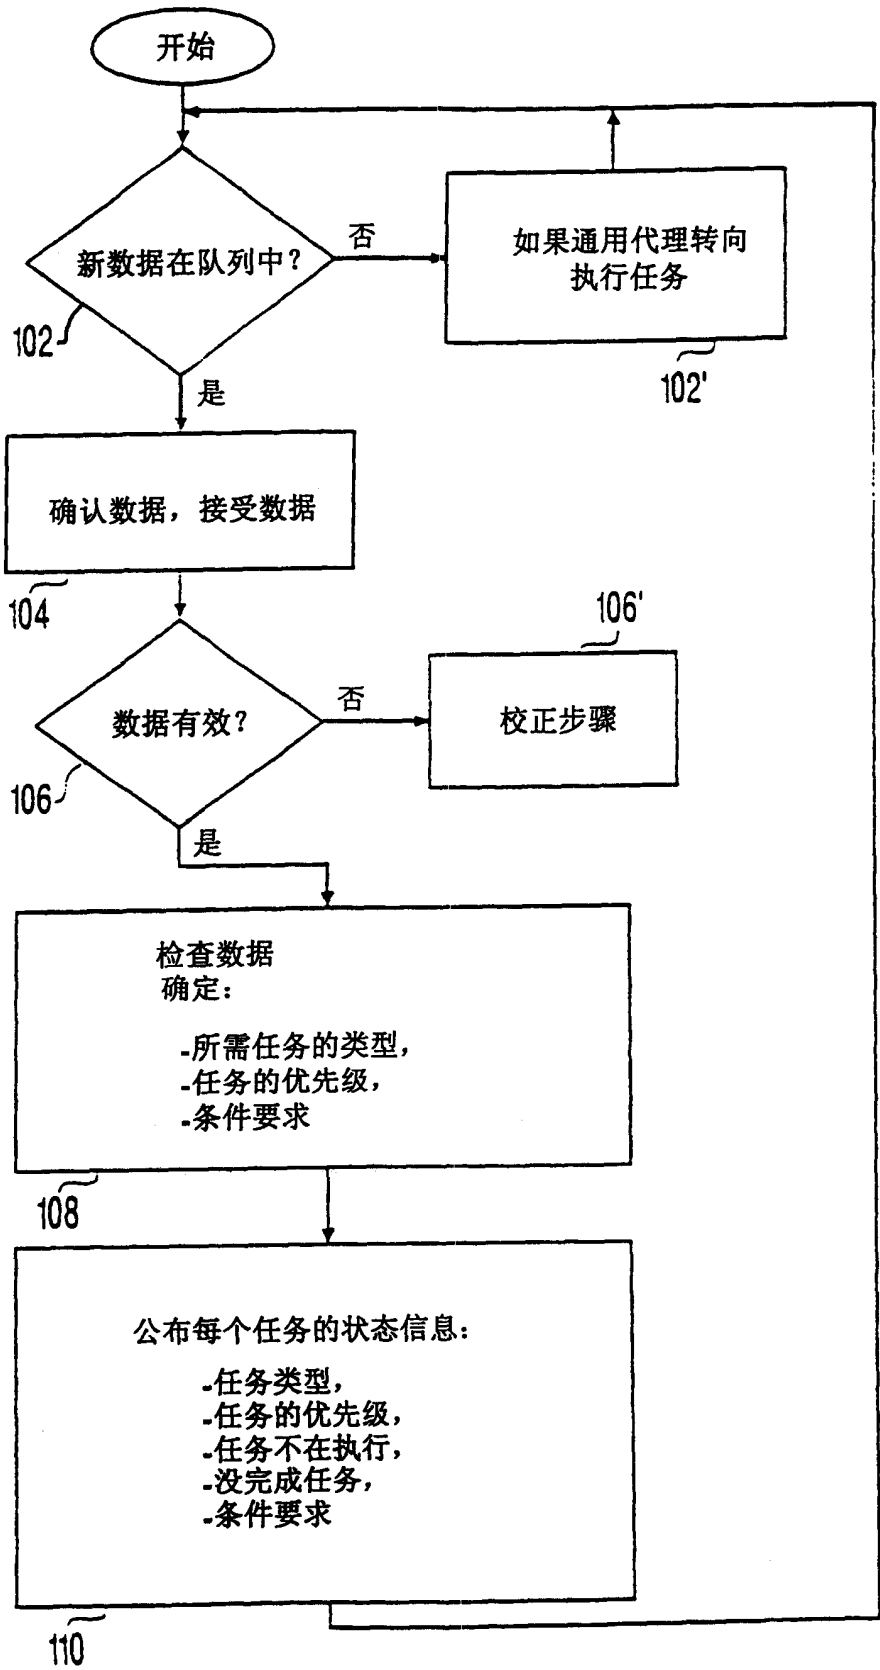 开始
新数据在队列中？
否
如果通用代理转向
执行任务
102
102'
是
确认数据，接受数据
104
106'
数据有效？
否
校正步骤
106
是
检查数据
确定：
-所需任务的类型，
-任务的优先级，
-条件要求
108
公布每个任务的状态信息：
-任务类型，
-任务的优先级，
-任务不在执行，
-没完成任务，
-条件要求
110